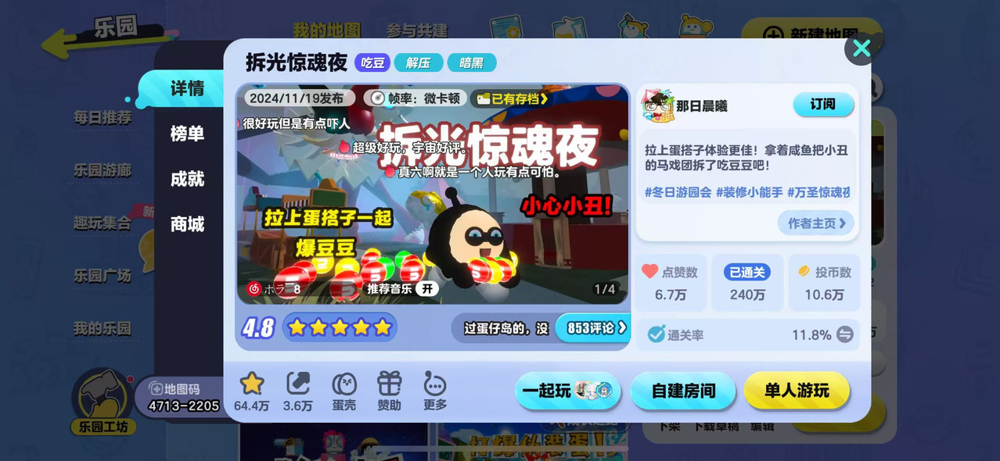 乐园
我的地图
参与共建
新建地图
每日推荐
乐园游廊
趣玩集合
新
乐园广场
我的乐园
乐园工坊
详情
榜单
成就
商城
地图码
4713-2205
拆光惊魂夜
吃豆
解压
暗黑
2024/11/19发布
帧率：微卡顿
已有存档
很好玩但是有点吓人
拆光惊魂夜
超级好玩，宇宙好评。
真六啊就是一个人玩有点可怕。
小心小丑!
拉上蛋搭子一起
爆豆豆
ホラ 8
推荐音乐 开
1/4
4.8
过蛋仔岛的，没
853评论
那日晨曦
订阅
拉上蛋搭子体验更佳！拿着咸鱼把小丑
的马戏团拆了吃豆豆吧！
#冬日游园会 #装修小能手 #万圣惊魂夜
作者主页
点赞数
6.7万
已通关
240万
投币数
10.6万
通关率
11.8%
64.4万
3.6万
蛋壳
赞助
更多
一起玩
自建房间
单人游玩
下架
下载草稿
编辑